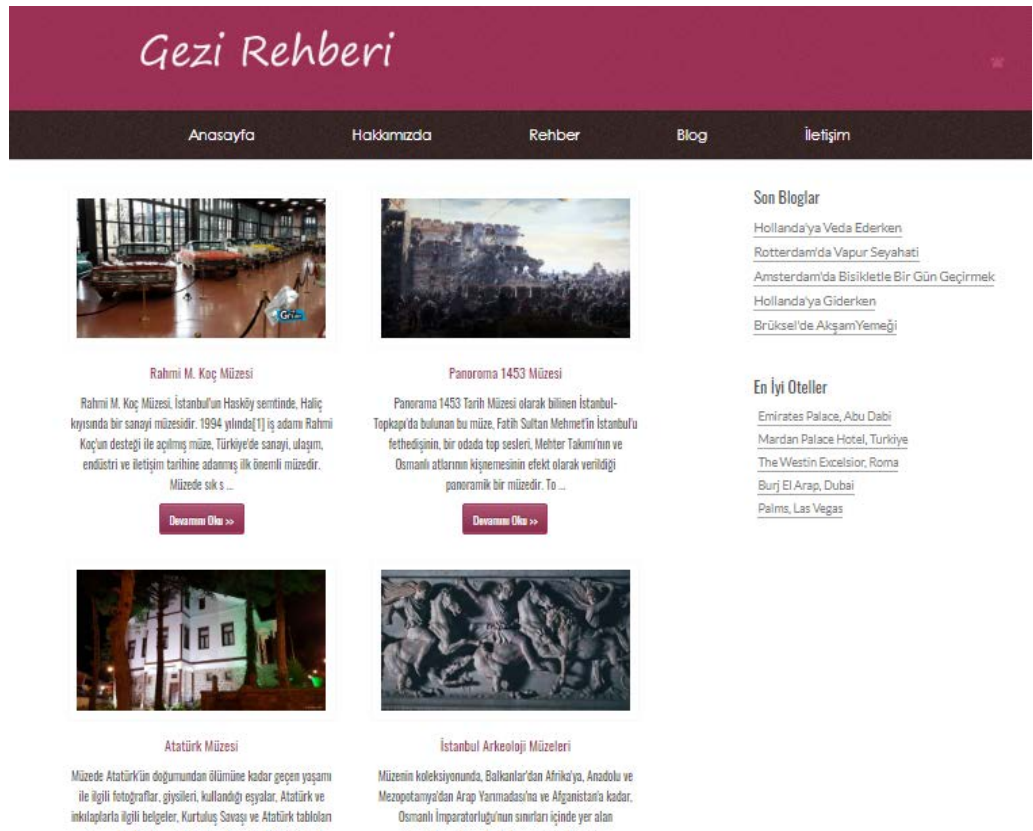 Gezi Rehberi
Anasayfa Hakkımızda Rehber Blog İletişim
Rahmi M. Koç Müzesi
Rahmi M. Koç Müzesi, İstanbul'un Hasköy semtinde, Haliç
kıyısında bir sanayi müzesidir. 1994 yılında[1] iş adamı Rahmi
Koç'un desteği ile açılmış müze, Türkiye'de sanayi, ulaşım,
endüstri ve iletişim tarihine adanmış ilk önemli müzedir.
Müzede sık s ...
Devamını Oku >>
Panoroma 1453 Müzesi
Panorama 1453 Tarih Müzesi olarak bilinen İstanbul-
Topkapı'da bulunan bu müze, Fatih Sultan Mehmet'in İstanbul'u
fethedişinin, bir odada top sesleri, Mehter Takımı'nın ve
Osmanlı atlarının kişnemesinin efekt olarak verildiği
panoramik bir müzedir. To ...
Devamını Oku >>
Atatürk Müzesi
Müzede Atatürk'ün doğumundan ölümüne kadar geçen yaşamı
ile ilgili fotoğraflar, giysileri, kullandığı eşyalar, Atatürk ve
inkılaplarla ilgili belgeler, Kurtuluş Savaşı ve Atatürk tabloları
İstanbul Arkeoloji Müzeleri
Müzenin koleksiyonunda, Balkanlar'dan Afrika'ya, Anadolu ve
Mezopotamya'dan Arap Yarımadası'na ve Afganistan'a kadar,
Osmanlı İmparatorluğu'nun sınırları içinde yer alan
Son Bloglar
Hollanda'ya Veda Ederken
Rotterdam'da Vapur Seyahati
Amsterdam'da Bisikletle Bir Gün Geçirmek
Hollanda'ya Giderken
Brüksel'de AkşamYemeği
En İyi Oteller
Emirates Palace, Abu Dabi
Mardan Palace Hotel, Turkiye
The Westin Excelsior, Roma
Burj El Arap, Dubai
Palms, Las Vegas